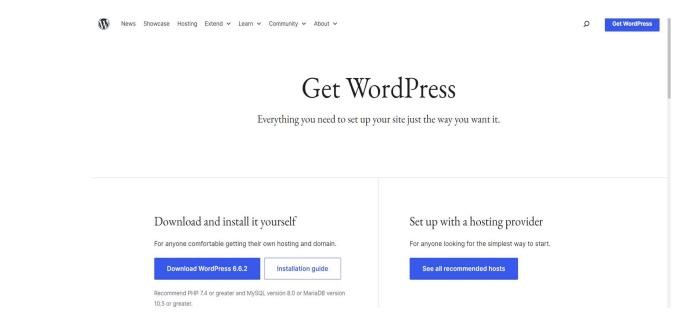 News Showcase Hosting Extend Learn Community About Get WordPress
Get WordPress
Everything you need to set up your site just the way you want it.
Download and install it yourself
For anyone comfortable getting their own hosting and domain.
Download WordPress 6.6.2 Installation guide
Recommend PHP 7.4 or greater and MySQL version 8.0 or MariaDB version
10.5 or greater.
Set up with a hosting provider
For anyone looking for the simplest way to start.
See all recommended hosts